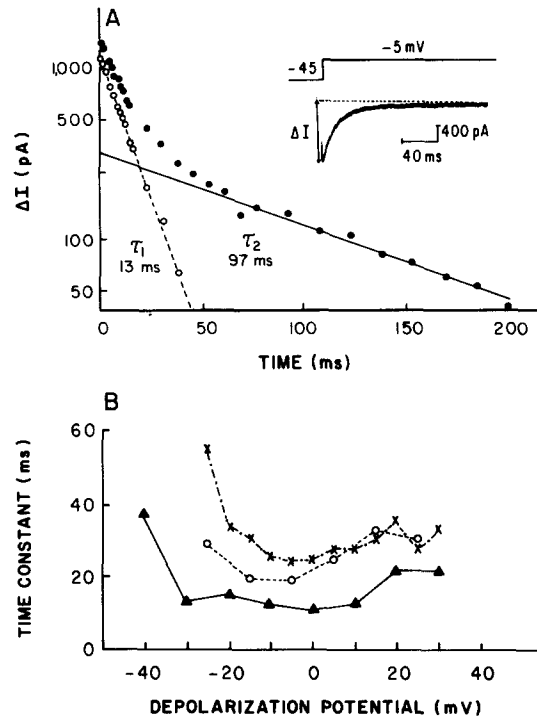 A
-45
-5 mV
ΔI
400 pA
40 ms
1,000
500
100
50
ΔI (pA)
τ1
13 ms
τ2
97 ms
0
50
100
150
200
TIME (ms)
B
60
40
20
0
TIME CONSTANT (ms)
-40
-20
0
20
40
DEPOLARIZATION POTENTIAL (mV)